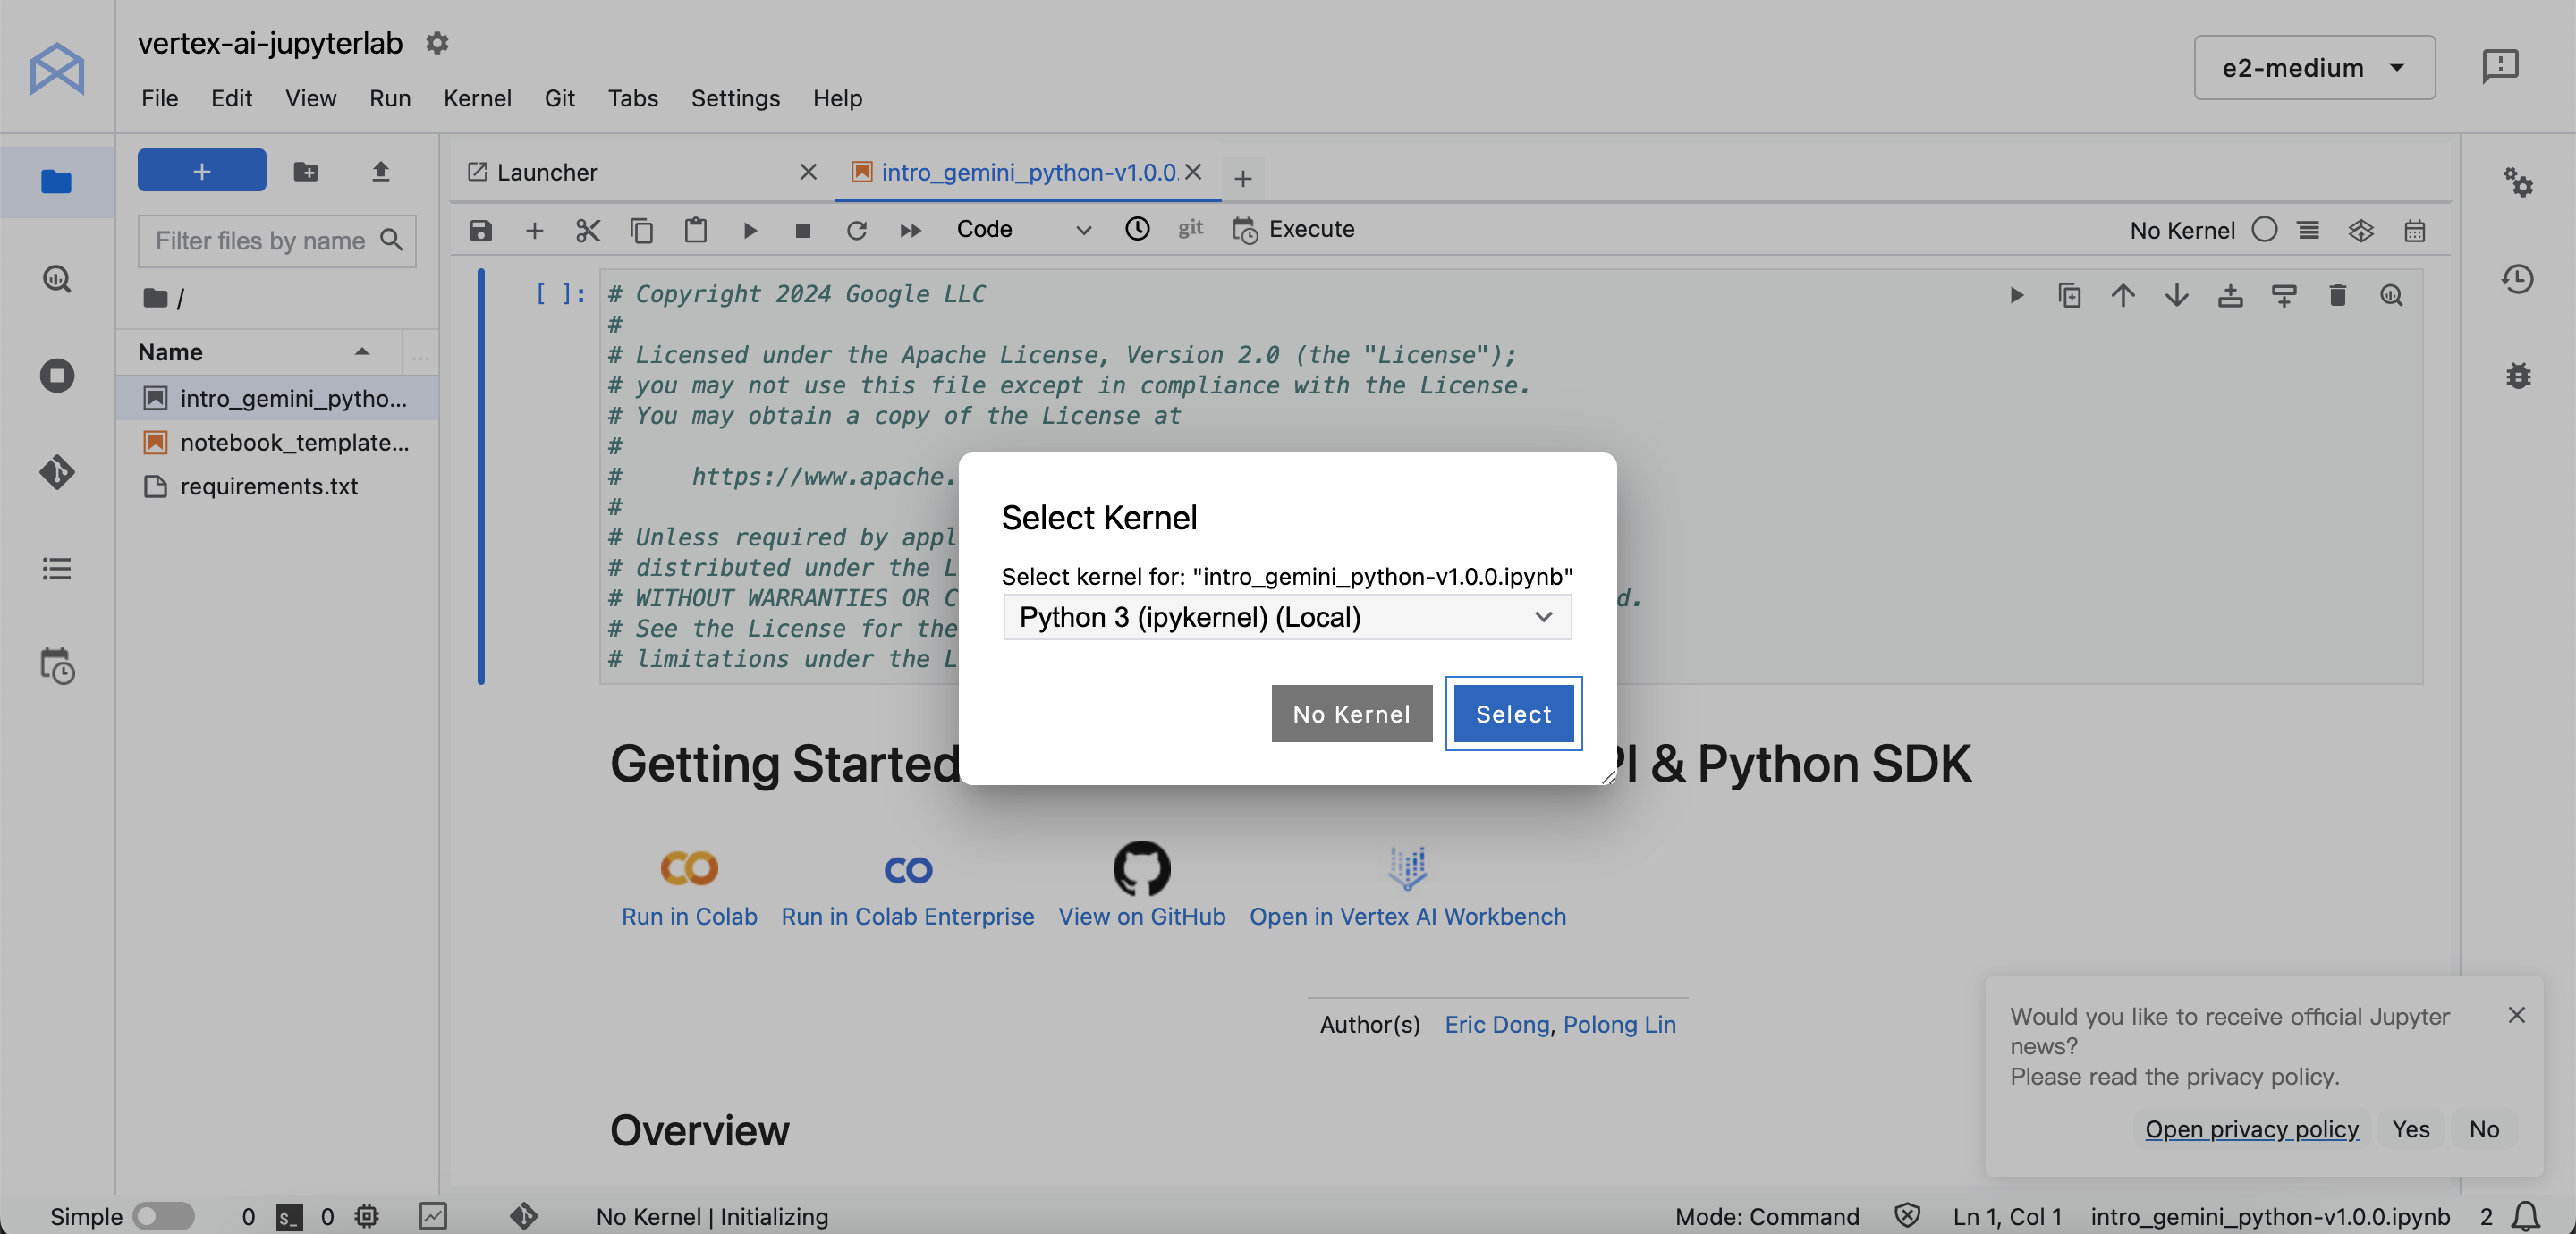 vertex-ai-jupyterlab
File Edit View Run Kernel Git Tabs Settings Help
e2-medium
Filter files by name
/
Name
...
intro_gemini_pytho...
notebook_template...
requirements.txt
Launcher
intro_gemini_python-v1.0.0.
Code
git
Execute
No Kernel
[ ]:
# Copyright 2024 Google LLC
#
# Licensed under the Apache License, Version 2.0 (the "License");
# you may not use this file except in compliance with the License.
# You may obtain a copy of the License at
#
#     https://www.apache.
#
# Unless required by appl
# distributed under the L
# WITHOUT WARRANTIES OR C
d.
# See the License for the
# limitations under the L
Select Kernel
Select kernel for: "intro_gemini_python-v1.0.0.ipynb"
Python 3 (ipykernel) (Local)
No Kernel
Select
Getting Started
PI & Python SDK
Run in Colab
Run in Colab Enterprise
View on GitHub
Open in Vertex AI Workbench
Author(s) Eric Dong, Polong Lin
Overview
Would you like to receive official Jupyter
news?
Please read the privacy policy.
Open privacy policy
Yes
No
Simple
0
$_
0
No Kernel | Initializing
Mode: Command
Ln 1, Col 1
intro_gemini_python-v1.0.0.ipynb
2